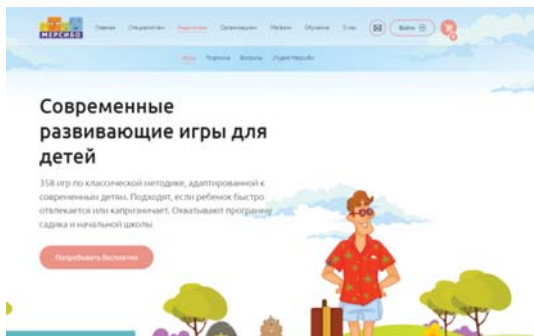 МЕРСИБО
Главная Специалистам Родителям Организациям Магазин Обучение О нас Войти
Игры Подписка Вопросы Студия Мерсибо
Современные
развивающие игры для
детей
358 игр по классической методике, адаптированной к
современным детям. Подходят, если ребенок быстро
отвлекается или капризничает. Охватывают программу
садика и начальной школы
Попробовать бесплатно